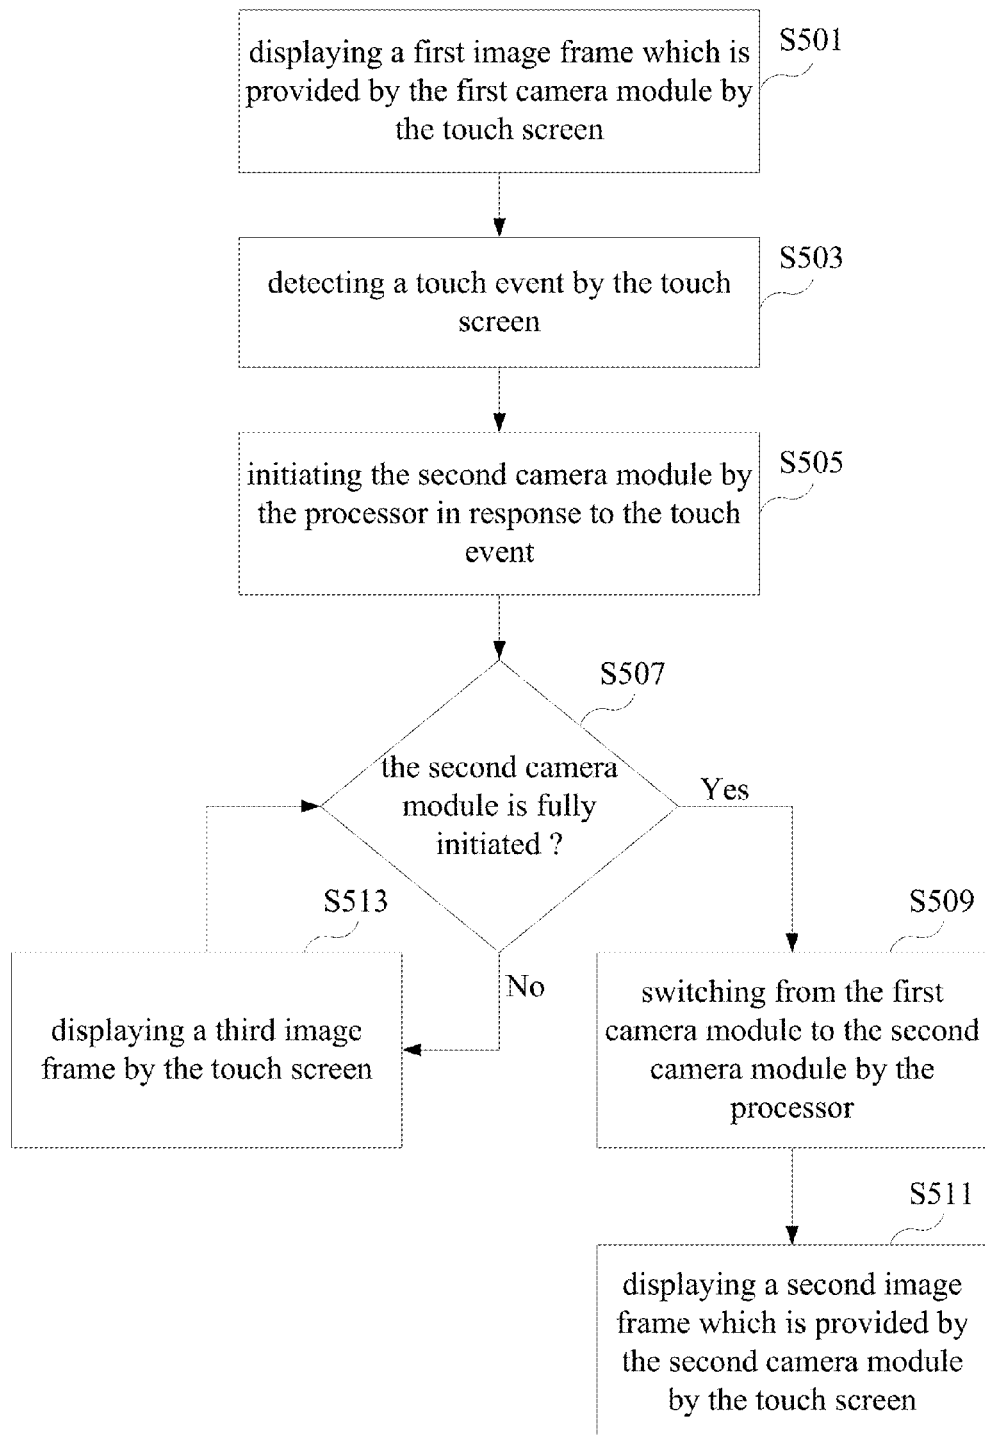 S501
displaying a first image frame which is
provided by the first camera module by
the touch screen
S503
detecting a touch event by the touch
screen
S505
initiating the second camera module by
the processor in response to the touch
event
S507
the second camera
module is fully
initiated ?
Yes
No
S513
displaying a third image
frame by the touch screen
S509
switching from the first
camera module to the second
camera module by the
processor
S511
displaying a second image
frame which is provided by
the second camera module
by the touch screen